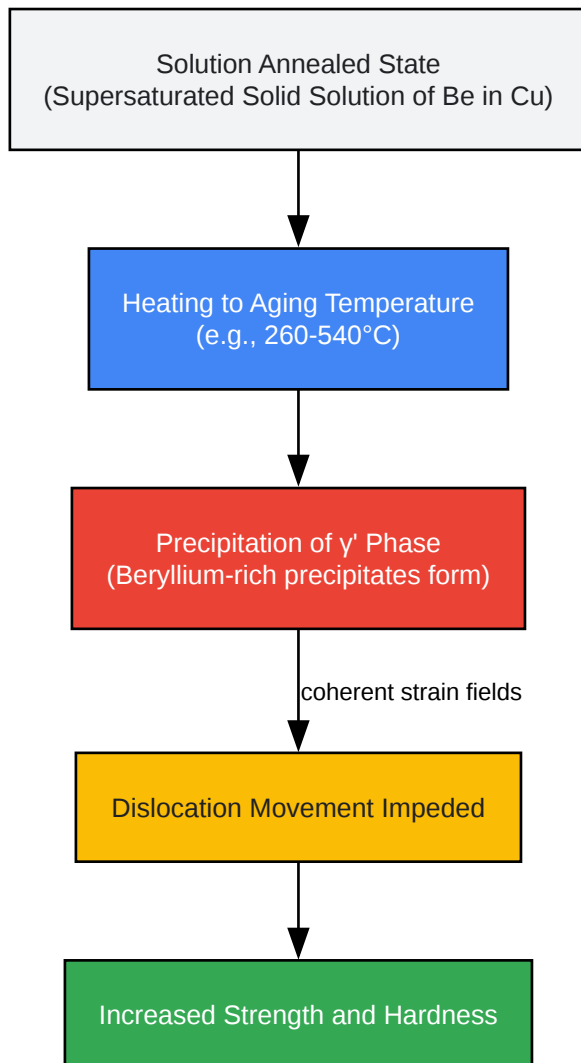 Solution Annealed State
(Supersaturated Solid Solution of Be in Cu)
Heating to Aging Temperature
(e.g., 260-540°C)
Precipitation of γ' Phase
(Beryllium-rich precipitates form)
coherent strain fields
Dislocation Movement Impeded
Increased Strength and Hardness